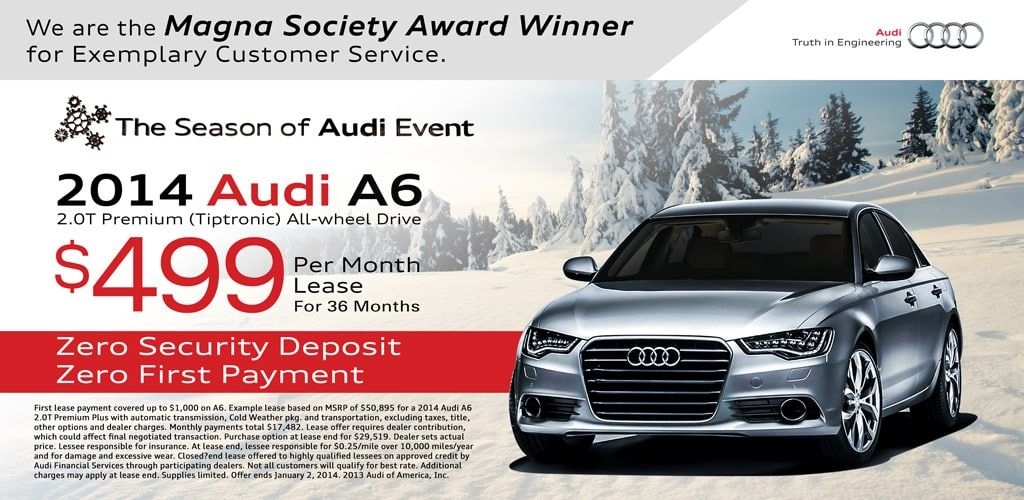 We are the Magna Society Award Winner
for Exemplary Customer Service.
Audi
Truth in Engineering
The Season of Audi Event
2014 Audi A6
2.0T Premium (Tiptronic) All-wheel Drive
$499
Per Month
Lease
For 36 Months
Zero Security Deposit
Zero First Payment
First lease payment covered up to $1,000 on A6. Example lease based on MSRP of $50,895 for a 2014 Audi A6
2.0T Premium Plus with automatic transmission, Cold Weather pkg. and transportation, excluding taxes, title,
other options and dealer charges. Monthly payments total $17,482. Lease offer requires dealer contribution,
which could affect final negotiated transaction. Purchase option at lease end for $29,519. Dealer sets actual
price. Lessee responsible for insurance. At lease end, lessee responsible for $0.25/mile over 10,000 miles/year
and for damage and excessive wear. Closed?end lease offered to highly qualified lessees on approved credit by
Audi Financial Services through participating dealers. Not all customers will qualify for best rate. Additional
charges may apply at lease end. Supplies limited. Offer ends January 2, 2014. 2013 Audi of America, Inc.